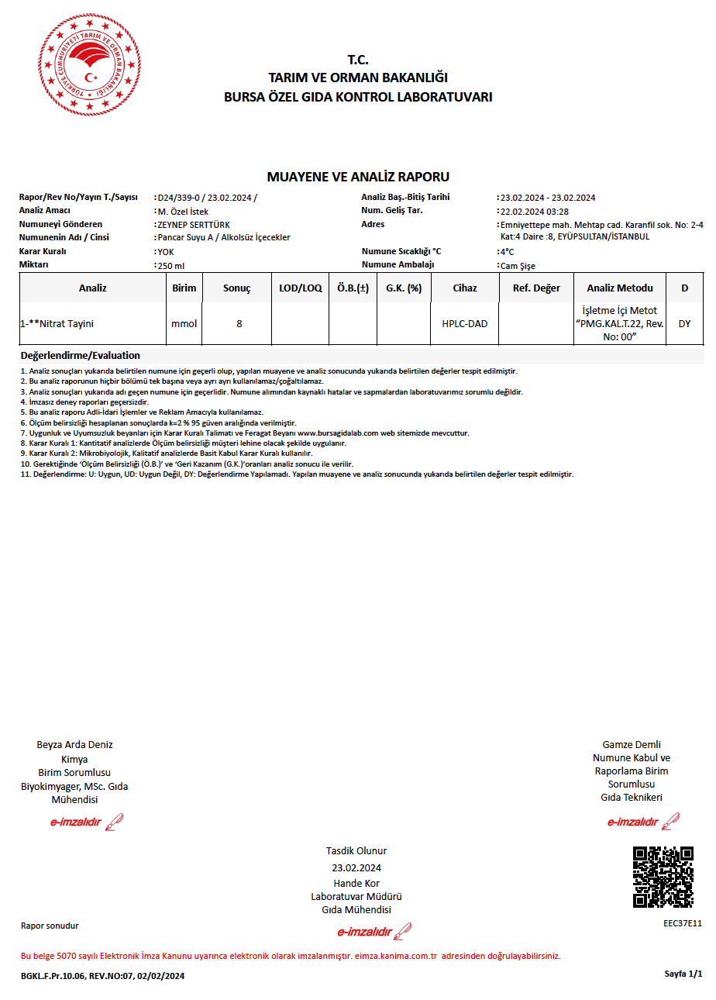 TÜRKİYE CUMHURİYETİ TARIM VE ORMAN BAKANLIĞI
T.C.
TARIM VE ORMAN BAKANLIĞI
BURSA ÖZEL GIDA KONTROL LABORATUVARI
MUAYENE VE ANALİZ RAPORU
Rapor/Rev No/Yayın T./Sayısı : D24/339-0 / 23.02.2024 / Analiz Baş.-Bitiş Tarihi : 23.02.2024 - 23.02.2024
Analiz Amacı : M. Özel İstek Num. Geliş Tar. : 22.02.2024 03:28
Numuneyi Gönderen : ZEYNEP SERTTÜRK Adres : Emniyettepe mah. Mehtap cad. Karanfil sok. No: 2-4
Numunenin Adı / Cinsi : Pancar Suyu A / Alkolsüz İçecekler Kat:4 Daire :8, EYÜPSULTAN/İSTANBUL
Karar Kuralı : YOK Numune Sıcaklığı °C : 4°C
Miktarı : 250 ml Numune Ambalajı : Cam Şişe
Analiz Birim Sonuç LOD/LOQ Ö.B.(±) G.K. (%) Cihaz Ref. Değer Analiz Metodu D
1-**Nitrat Tayini mmol 8 HPLC-DAD İşletme İçi Metot
“PMG.KAL.T.22, Rev.
No: 00” DY
Değerlendirme/Evaluation
1. Analiz sonuçları yukarıda belirtilen numune için geçerli olup, yapılan muayene ve analiz sonucunda yukarıda belirtilen değerler tespit edilmiştir.
2. Bu analiz raporunun hiçbir bölümü tek başına veya ayrı ayrı kullanılamaz/çoğaltılamaz.
3. Analiz sonuçları yukarıda adı geçen numune için geçerlidir. Numune alımından kaynaklı hatalar ve sapmalardan laboratuvarımız sorumlu değildir.
4. İmzasız deney raporları geçersizdir.
5. Bu analiz raporu Adli-İdari İşlemler ve Reklam Amacıyla kullanılamaz.
6. Ölçüm belirsizliği hesaplanan sonuçlarda k=2 % 95 güven aralığında verilmiştir.
7. Uygunluk ve Uyumsuzluk beyanları için Karar Kuralı Talimatı ve Feragat Beyanı www.bursagidalab.com web sitemizde mevcuttur.
8. Karar Kuralı 1: Kantitatif analizlerde Ölçüm belirsizliği müşteri lehine olacak şekilde uygulanır.
9. Karar Kuralı 2: Mikrobiyolojik, Kalitatif analizlerde Basit Kabul Karar Kuralı kullanılır.
10. Gerektiğinde ‘Ölçüm Belirsizliği (Ö.B.)’ ve ‘Geri Kazanım (G.K.)’oranları analiz sonucu ile verilir.
11. Değerlendirme: U: Uygun, UD: Uygun Değil, DY: Değerlendirme Yapılamadı. Yapılan muayene ve analiz sonucunda yukarıda belirtilen değerler tespit edilmiştir.
Beyza Arda Deniz
Kimya
Birim Sorumlusu
Biyokimyager, MSc. Gıda
Mühendisi
e-imzalıdır
Gamze Demli
Numune Kabul ve
Raporlama Birim
Sorumlusu
Gıda Teknikeri
e-imzalıdır
Tasdik Olunur
23.02.2024
Hande Kor
Laboratuvar Müdürü
Gıda Mühendisi
e-imzalıdır
Rapor sonudur
EEC37E11
Bu belge 5070 sayılı Elektronik İmza Kanunu uyarınca elektronik olarak imzalanmıştır. eimza.kanima.com.tr adresinden doğrulayabilirsiniz.
BGKL.F.Pr.10.06, REV.NO:07, 02/02/2024
Sayfa 1/1